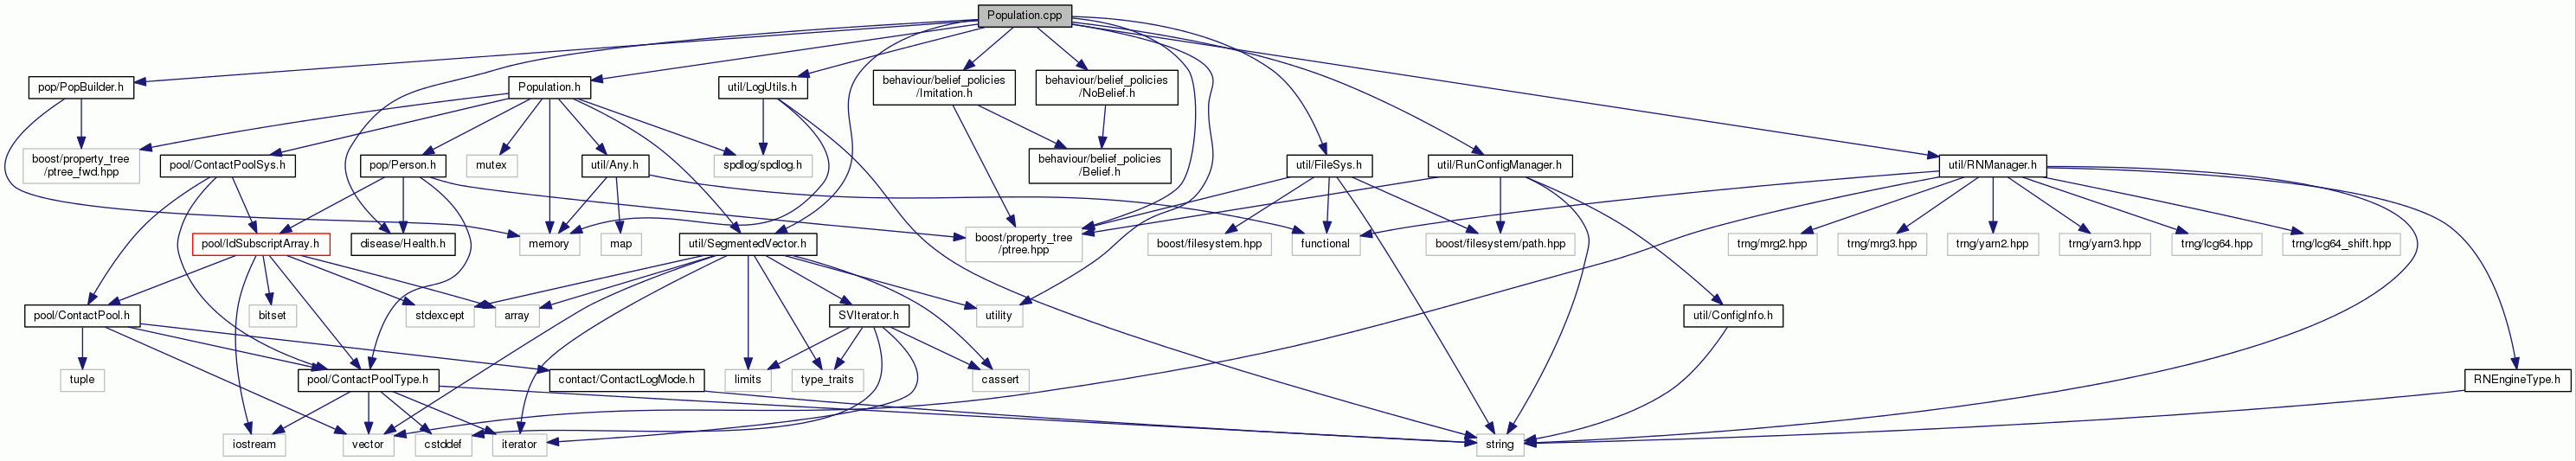 Population.cpp
pop/PopBuilder.h
Population.h
util/LogUtils.h
behaviour/belief_policies
/Imitation.h
behaviour/belief_policies
/NoBelief.h
boost/property_tree
/ptree_fwd.hpp
pool/ContactPoolSys.h
pop/Person.h
mutex
util/Any.h
spdlog/spdlog.h
behaviour/belief_policies
/Belief.h
util/FileSys.h
util/RunConfigManager.h
util/RNManager.h
pool/IdSubscriptArray.h
disease/Health.h
memory
map
util/SegmentedVector.h
boost/property_tree
/ptree.hpp
boost/filesystem.hpp
functional
boost/filesystem/path.hpp
trng/mrg2.hpp
trng/mrg3.hpp
trng/yarn2.hpp
trng/yarn3.hpp
trng/lcg64.hpp
trng/lcg64_shift.hpp
pool/ContactPool.h
bitset
stdexcept
array
SVIterator.h
utility
util/ConfigInfo.h
tuple
pool/ContactPoolType.h
contact/ContactLogMode.h
limits
type_traits
cassert
RNEngineType.h
iostream
vector
cstddef
iterator
string